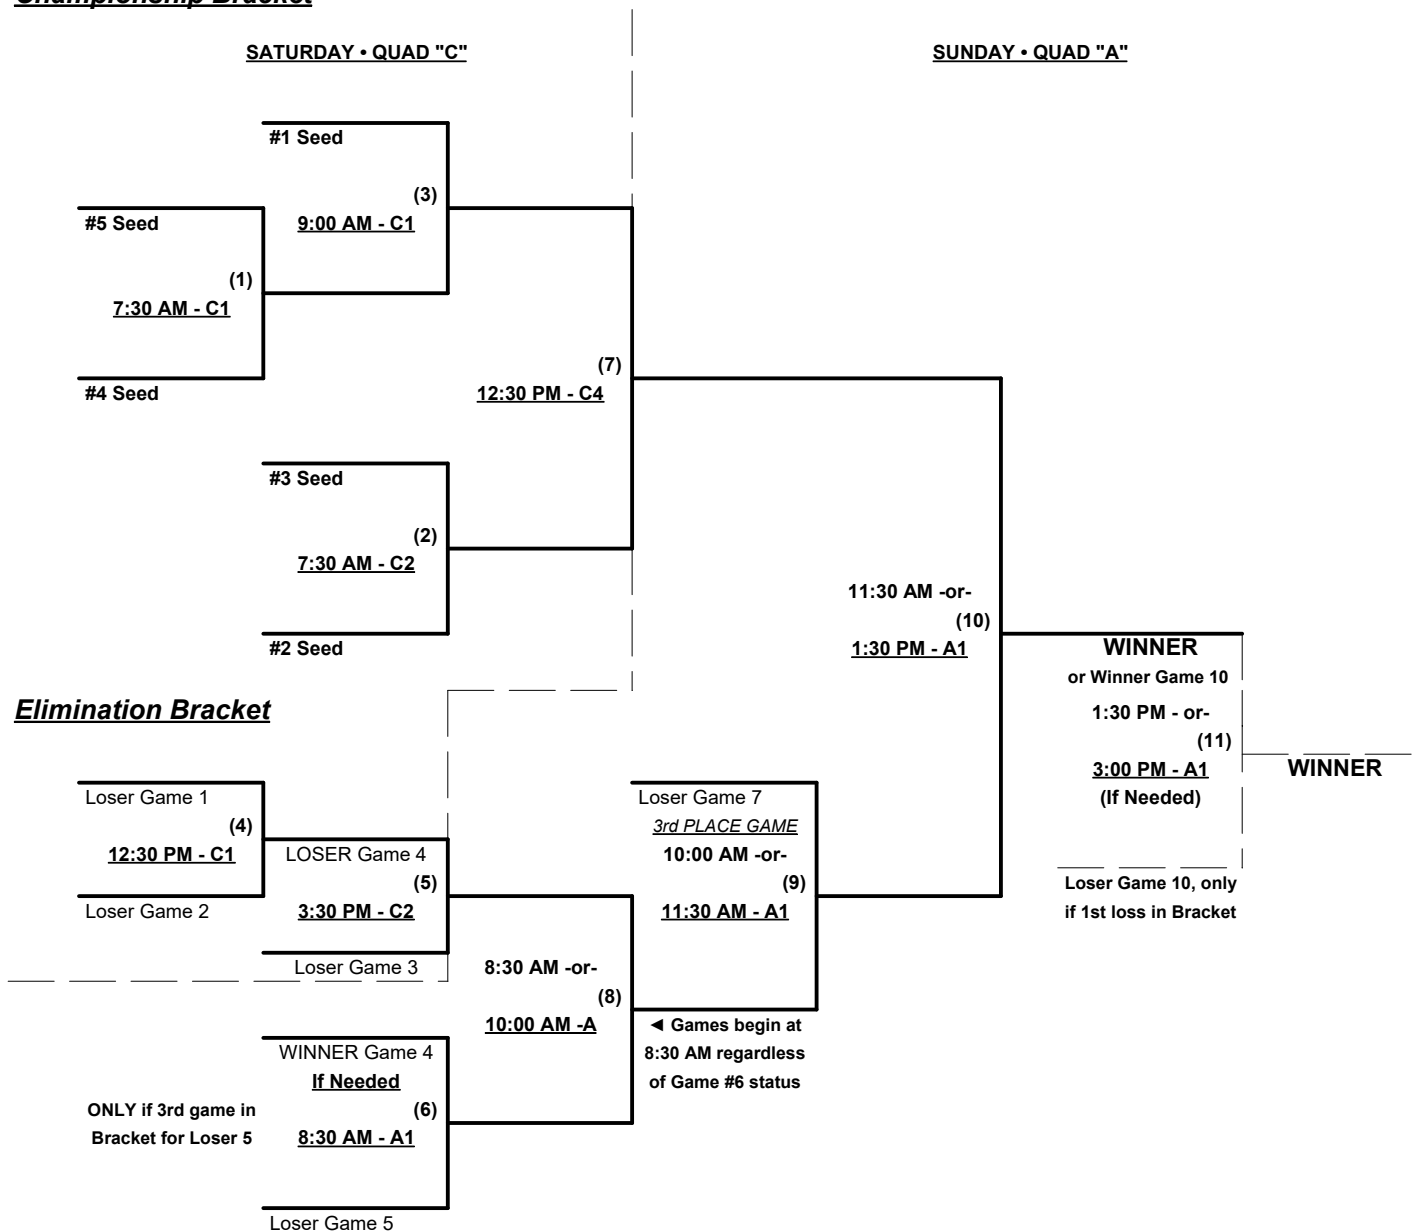 Championship Bracket
SATURDAY • QUAD "C"
SUNDAY • QUAD "A"
#1 Seed
(3)
9:00 AM - C1
#5 Seed
(1)
7:30 AM - C1
#4 Seed
(7)
12:30 PM - C4
#3 Seed
(2)
7:30 AM - C2
#2 Seed
11:30 AM -or-
(10)
1:30 PM - A1
WINNER
or Winner Game 10
1:30 PM - or-
(11)
3:00 PM - A1
(If Needed)
WINNER
Loser Game 10, only
if 1st loss in Bracket
Elimination Bracket
Loser Game 1
(4)
12:30 PM - C1
Loser Game 2
LOSER Game 4
(5)
3:30 PM - C2
Loser Game 3
Loser Game 7
3rd PLACE GAME
10:00 AM -or-
(9)
11:30 AM - A1
8:30 AM -or-
(8)
10:00 AM -A
◄ Games begin at
8:30 AM regardless
of Game #6 status
WINNER Game 4
If Needed
(6)
8:30 AM - A1
ONLY if 3rd game in
Bracket for Loser 5
Loser Game 5